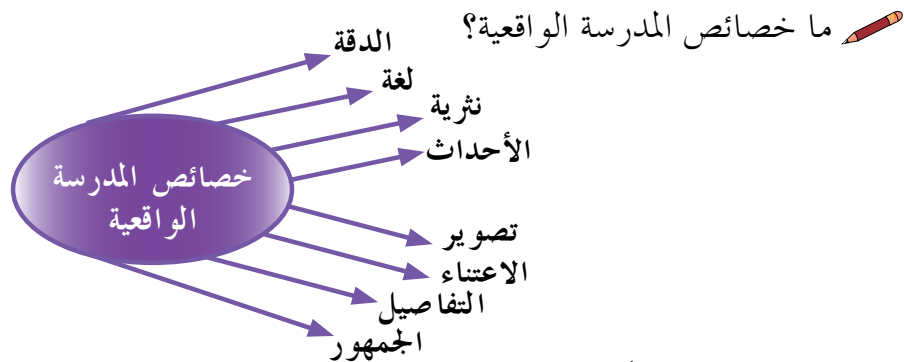 ما خصائص المدرسة الواقعية؟
الدقة
لغة
نثرية
الأحداث
خصائص المدرسة
الواقعية
تصوير
الاعتناء
التفاصيل
الجمهور